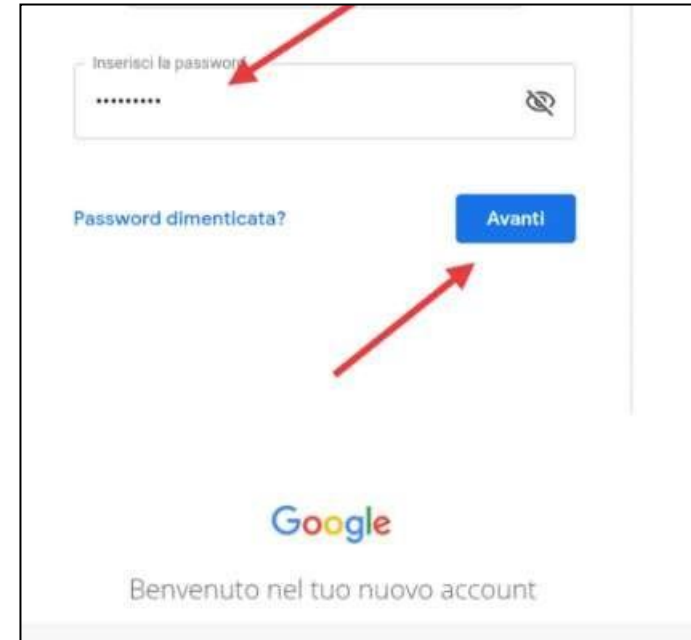 Inserisci la password
•••••••••
Password dimenticata?
Avanti
Google
Benvenuto nel tuo nuovo account